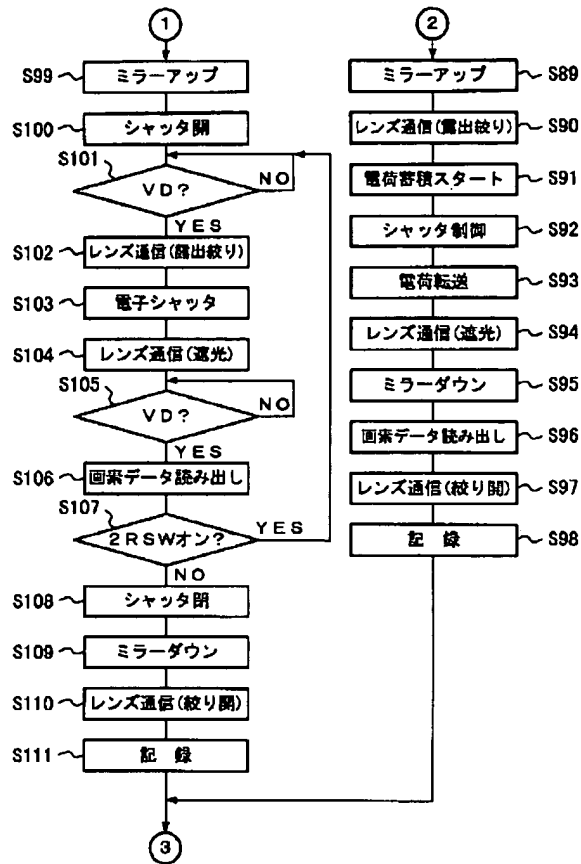 1
S99 ミラーアップ
S100 シャッタ開
S101 VD? NO
YES
S102 レンズ通信(露出絞り)
S103 電子シャッタ
S104 レンズ通信(遮光)
S105 VD? NO
YES
S106 画素データ読み出し
S107 2RSWオン? YES
NO
S108 シャッタ閉
S109 ミラーダウン
S110 レンズ通信(絞り開)
S111 記 録
3
2
ミラーアップ S89
レンズ通信(露出絞り) S90
電荷蓄積スタート S91
シャッタ制御 S92
電荷転送 S93
レンズ通信(遮光) S94
ミラーダウン S95
画素データ読み出し S96
レンズ通信(絞り開) S97
記 録 S98